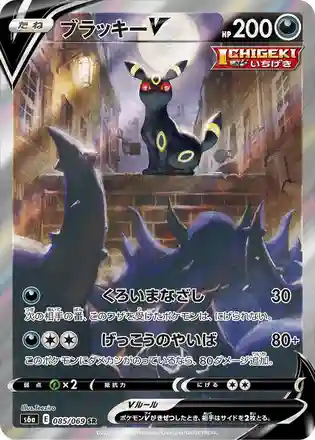 たね ブラッキーV HP200
ICHIGEKI
いちげき
くろいまなざし 30
次の相手の番、このワザを受けたポケモンは、にげられない。
げっこうのやいば 80+
相手のポケモンにダメカンがのっているなら、80ダメージ追加。
弱点 ×2 抵抗力 にげる
Vルール
ポケモンVがきぜつしたとき、相手はサイドを2枚とる。
Illus.Teeziro
s6a E 085/069 SR